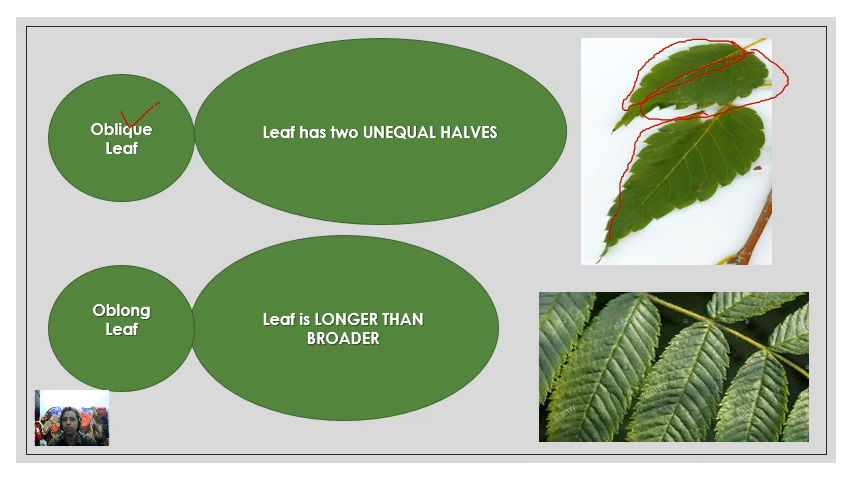 Oblique
Leaf
Leaf has two UNEQUAL HALVES
Oblong
Leaf
Leaf is LONGER THAN
BROADER